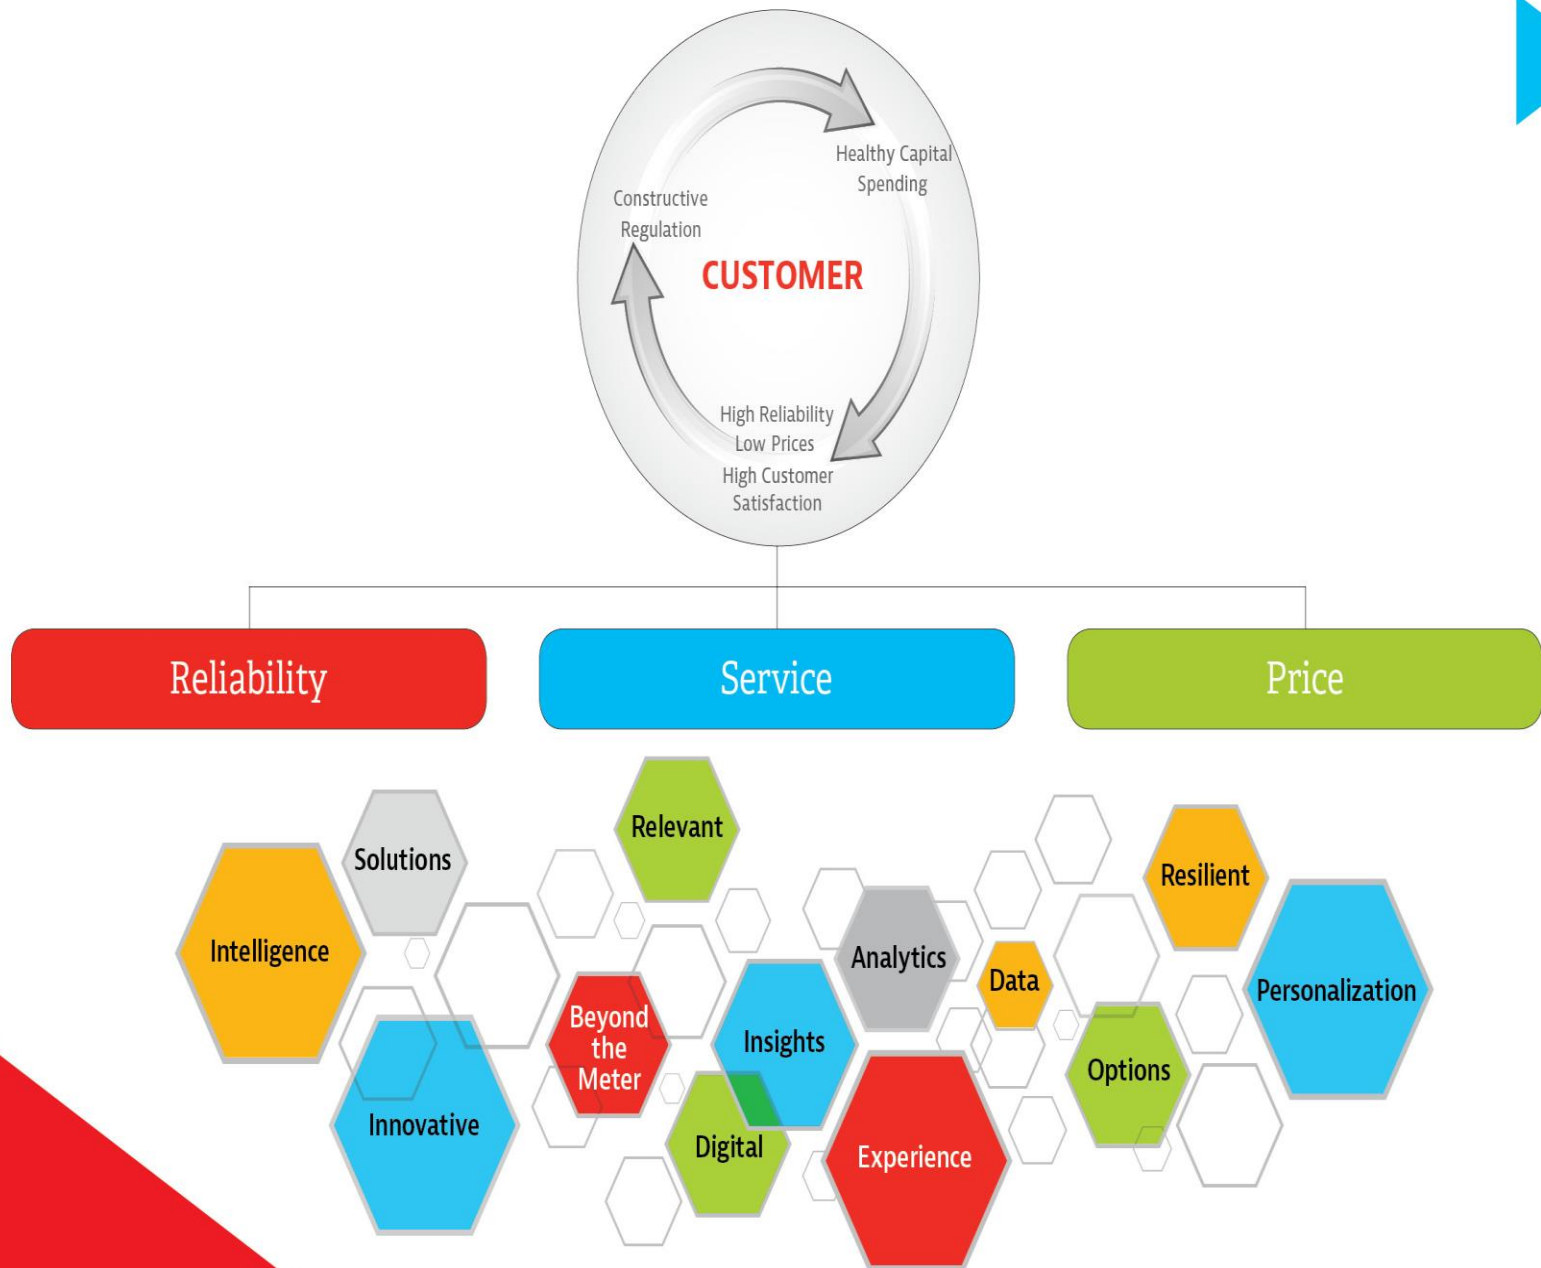 Healthy Capital
Spending
Constructive
Regulation
CUSTOMER
High Reliability
Low Prices
High Customer
Satisfaction
Reliability
Service
Price
Relevant
Solutions
Resilient
Intelligence
Analytics
Data
Personalization
Beyond
the
Meter
Insights
Options
Innovative
Digital
Experience